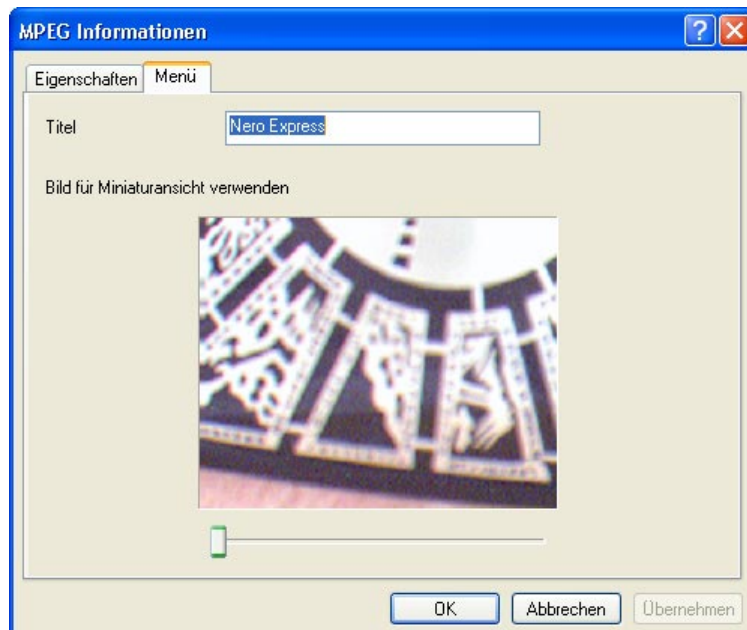 MPEG Informationen
Eigenschaften
Menü
Titel
Nero Express
Bild für Miniaturansicht verwenden
OK
Abbrechen
Übernehmen